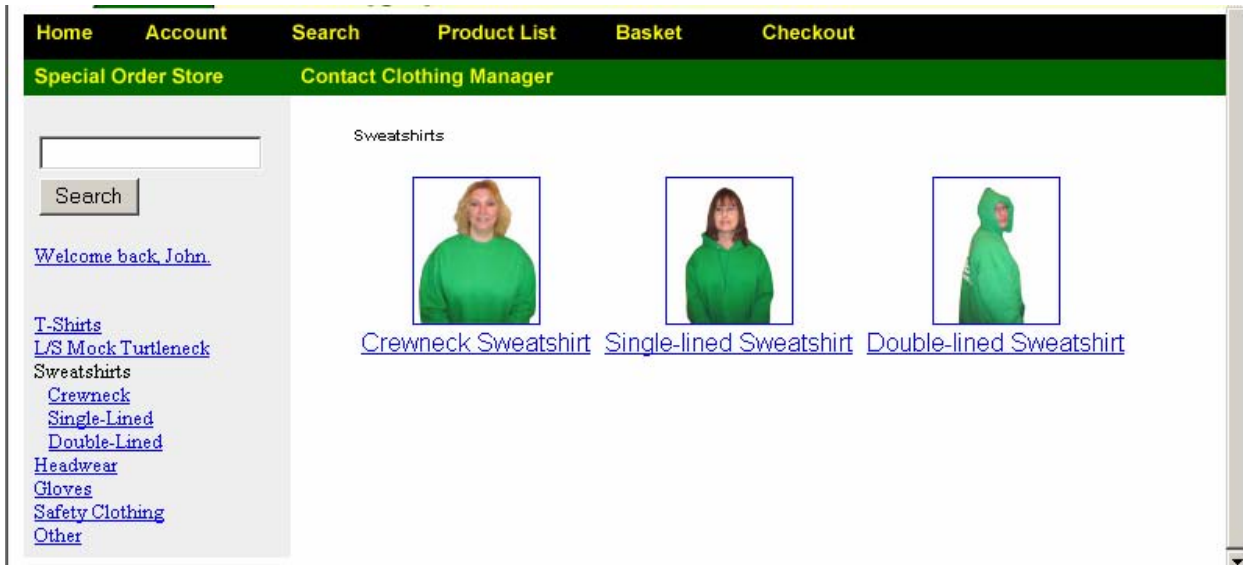 Home Account Search Product List Basket Checkout
Special Order Store Contact Clothing Manager
Search
Welcome back, John.
T-Shirts
L/S Mock Turtleneck
Sweatshirts
Crewneck
Single-Lined
Double-Lined
Headwear
Gloves
Safety Clothing
Other
Sweatshirts
Crewneck Sweatshirt Single-lined Sweatshirt Double-lined Sweatshirt